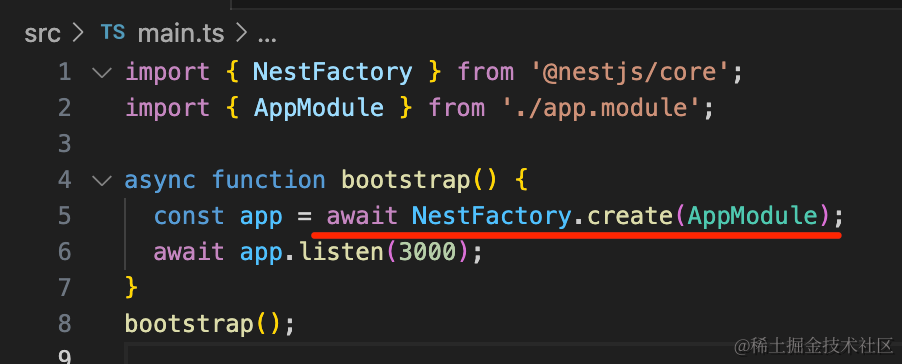 src > TS main.ts > ...
1 import { NestFactory } from '@nestjs/core';
2 import { AppModule } from './app.module';
3
4 async function bootstrap() {
5 const app = await NestFactory.create(AppModule);
6 await app.listen(3000);
7 }
8 bootstrap();
9
@稀土掘金技术社区